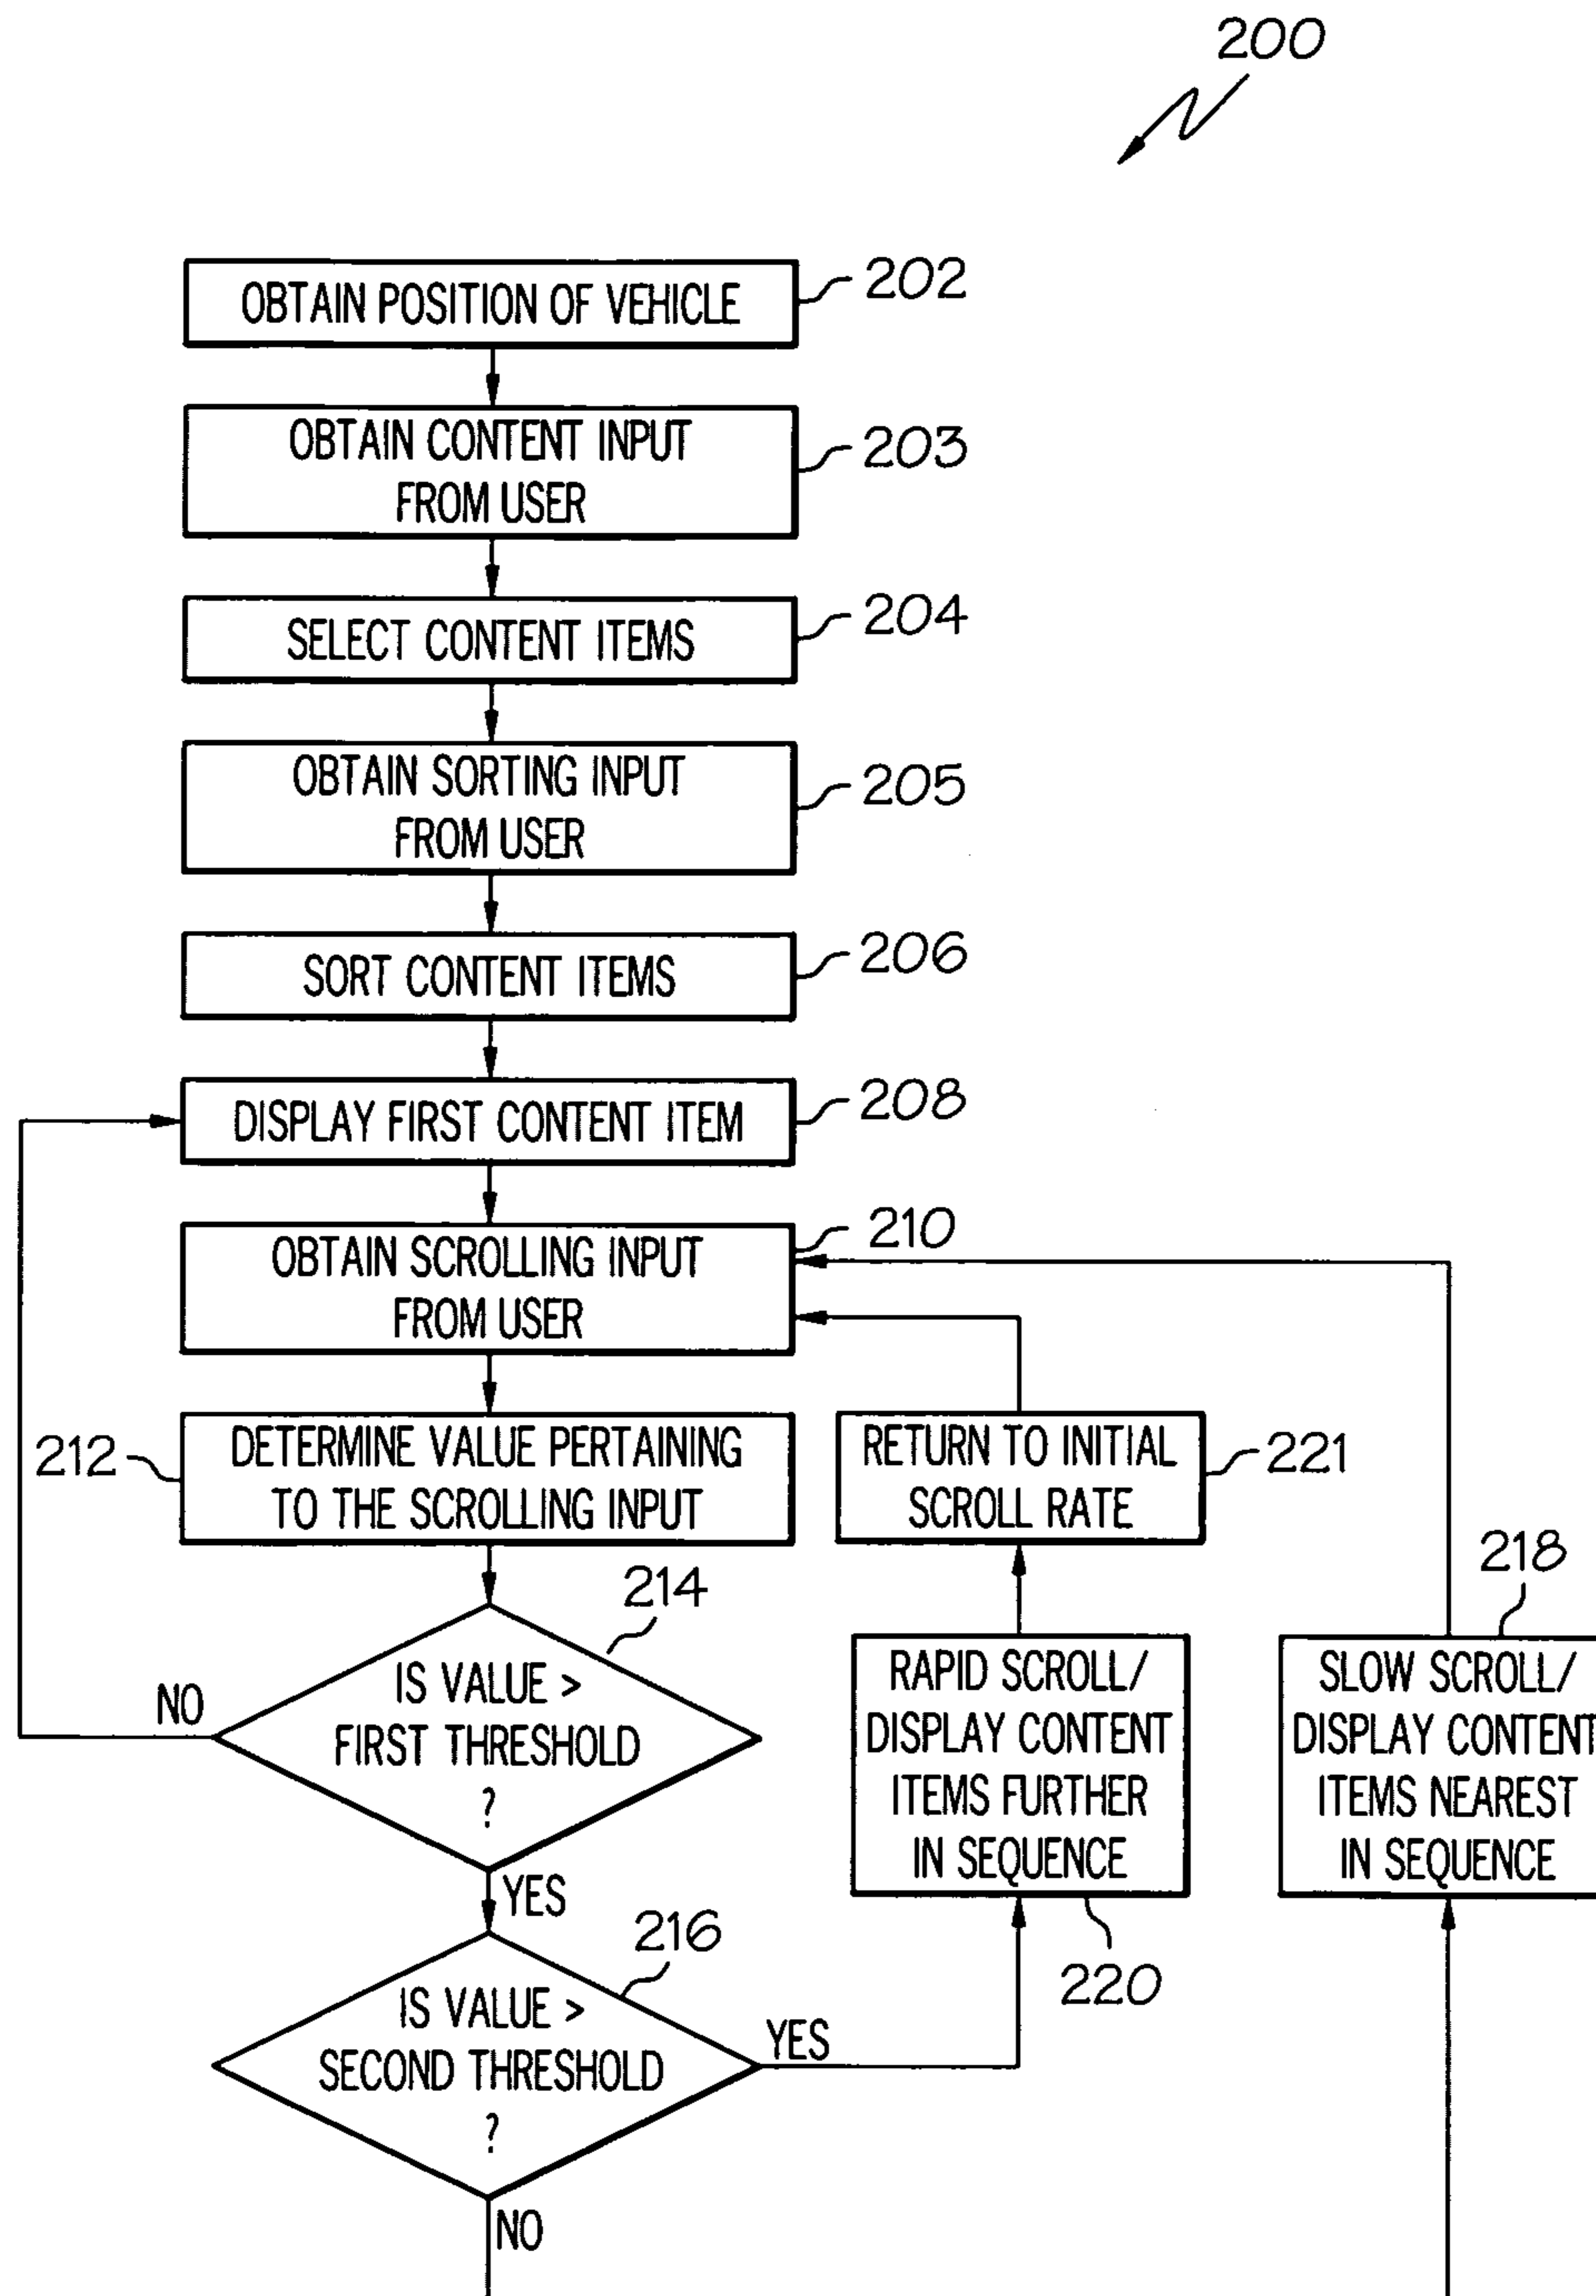 200
OBTAIN POSITION OF VEHICLE
202
OBTAIN CONTENT INPUT
FROM USER
203
SELECT CONTENT ITEMS
204
OBTAIN SORTING INPUT
FROM USER
205
SORT CONTENT ITEMS
206
DISPLAY FIRST CONTENT ITEM
208
OBTAIN SCROLLING INPUT
FROM USER
210
212
DETERMINE VALUE PERTAINING
TO THE SCROLLING INPUT
RETURN TO INITIAL
SCROLL RATE
221
214
IS VALUE >
FIRST THRESHOLD
?
NO
YES
RAPID SCROLL/
DISPLAY CONTENT
ITEMS FURTHER
IN SEQUENCE
220
218
SLOW SCROLL/
DISPLAY CONTENT
ITEMS NEAREST
IN SEQUENCE
216
IS VALUE >
SECOND THRESHOLD
?
YES
NO